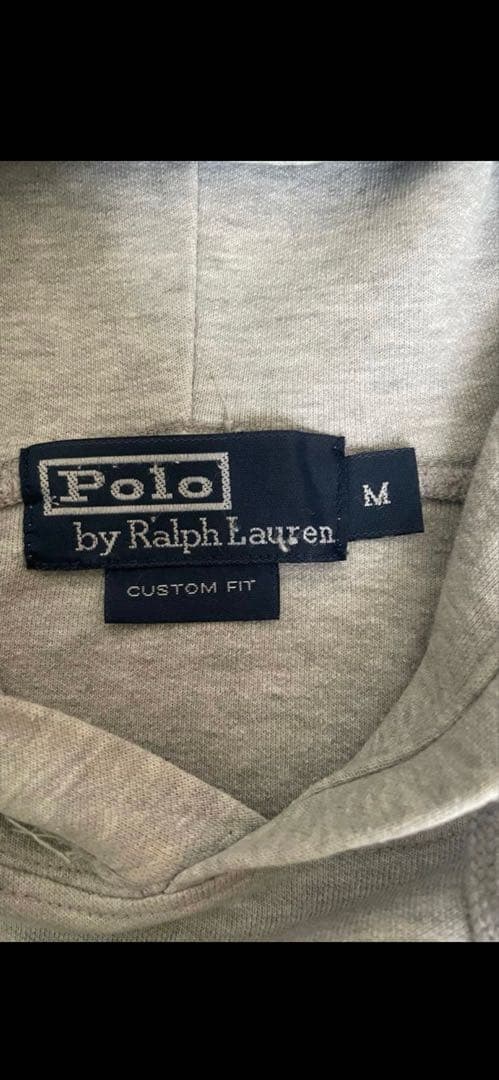 Polo
by Ralph Lauren
M
CUSTOM FIT